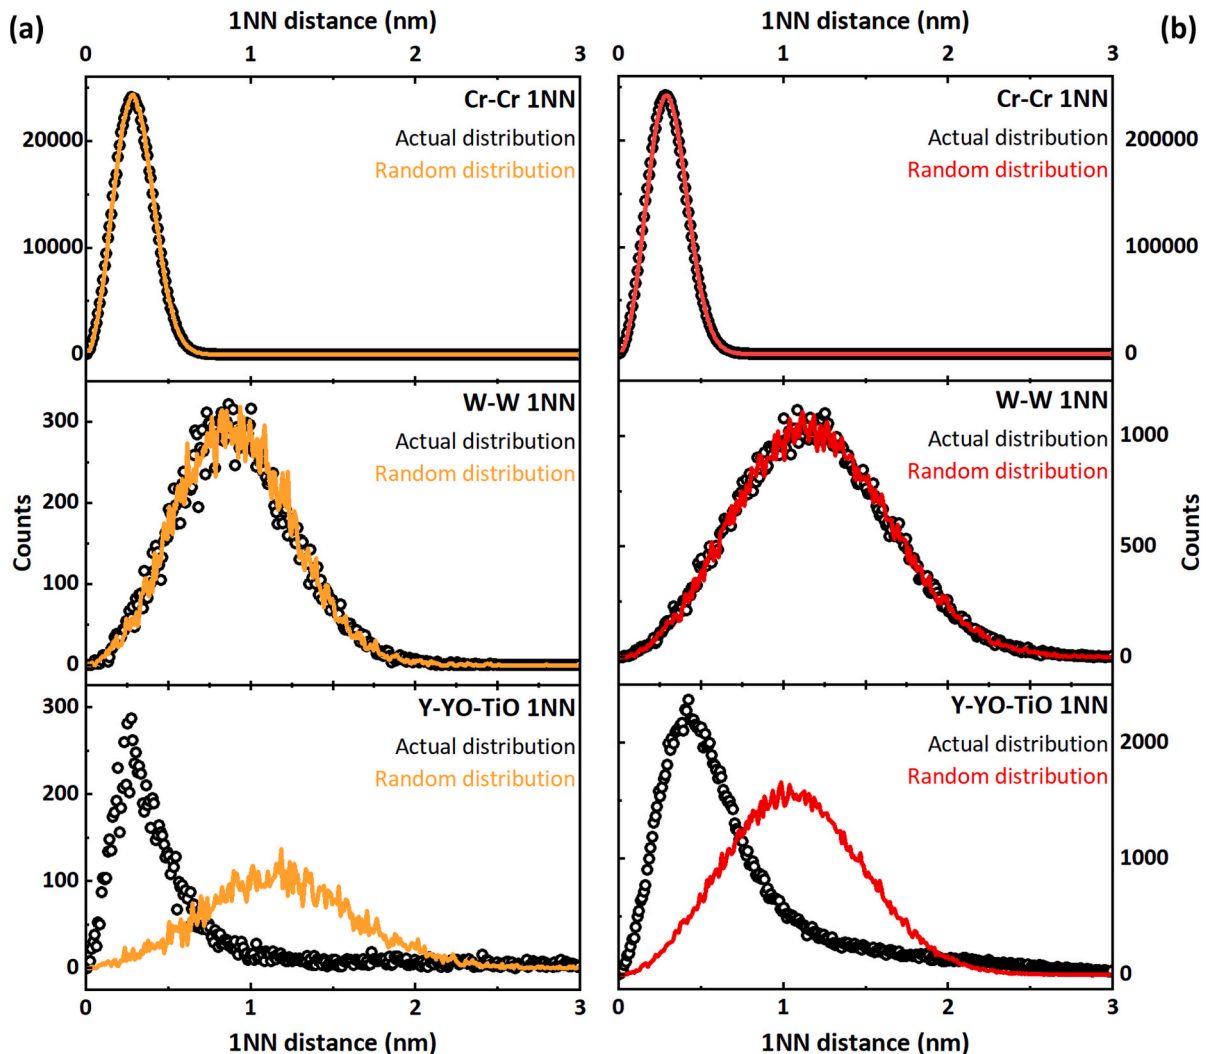 (a)
1NN distance (nm)
0 1 2 3
Cr-Cr 1NN
Actual distribution
Random distribution
20000
10000
0
W-W 1NN
Actual distribution
Random distribution
300
200
100
0
Counts
Y-YO-TiO 1NN
Actual distribution
Random distribution
300
200
100
0
0 1 2 3
1NN distance (nm)
(b)
1NN distance (nm)
0 1 2 3
Cr-Cr 1NN
Actual distribution
Random distribution
200000
100000
0
W-W 1NN
Actual distribution
Random distribution
1000
500
0
Counts
Y-YO-TiO 1NN
Actual distribution
Random distribution
2000
1000
0
0 1 2 3
1NN distance (nm)